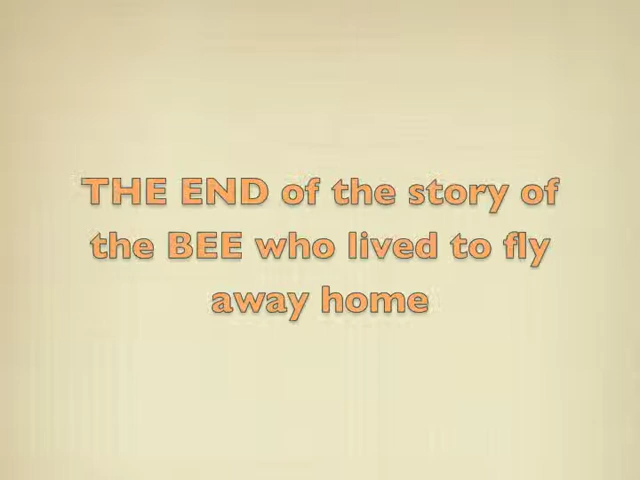 THE END of the story of
the BEE who lived to fly
away home